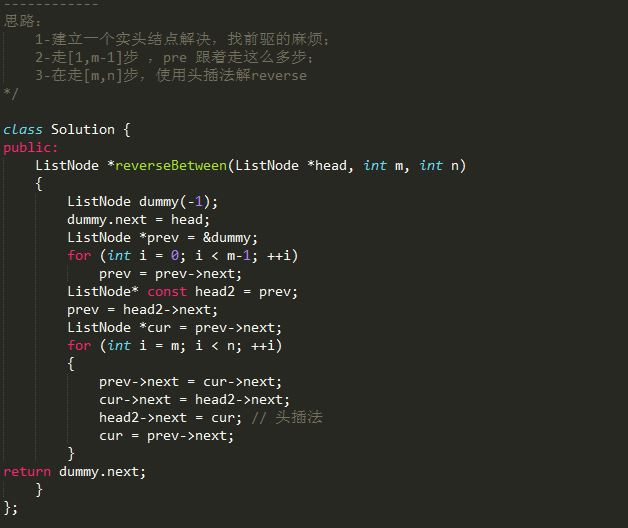 ------------
思路：
    1-建立一个实头结点解决，找前驱的麻烦；
    2-走[1,m-1]步 ，pre 跟着走这么多步；
    3-在走[m,n]步，使用头插法解reverse
*/
class Solution {
public:
    ListNode *reverseBetween(ListNode *head, int m, int n)
    {
        ListNode dummy(-1);
        dummy.next = head;
        ListNode *prev = &dummy;
        for (int i = 0; i < m-1; ++i)
            prev = prev->next;
        ListNode* const head2 = prev;
        prev = head2->next;
        ListNode *cur = prev->next;
        for (int i = m; i < n; ++i)
        {
            prev->next = cur->next;
            cur->next = head2->next;
            head2->next = cur; // 头插法
            cur = prev->next;
        }
return dummy.next;
    }
};